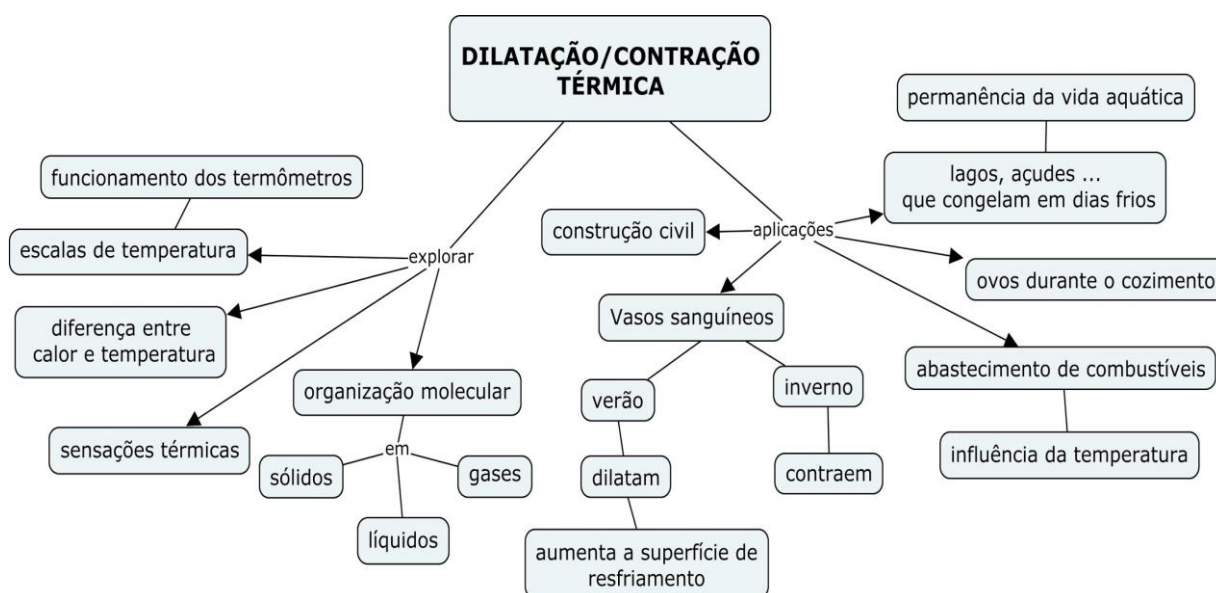 DILATAÇÃO/CONTRAÇÃO
TÉRMICA
permanência da vida aquática
lagos, açudes ...
que congelam em dias frios
funcionamento dos termômetros
escalas de temperatura
explorar
construção civil
aplicações
ovos durante o cozimento
diferença entre
calor e temperatura
Vasos sanguíneos
abastecimento de combustíveis
organização molecular
verão
inverno
sensações térmicas
em
sólidos
gases
dilatam
contraem
influência da temperatura
líquidos
aumenta a superfície de
resfriamento